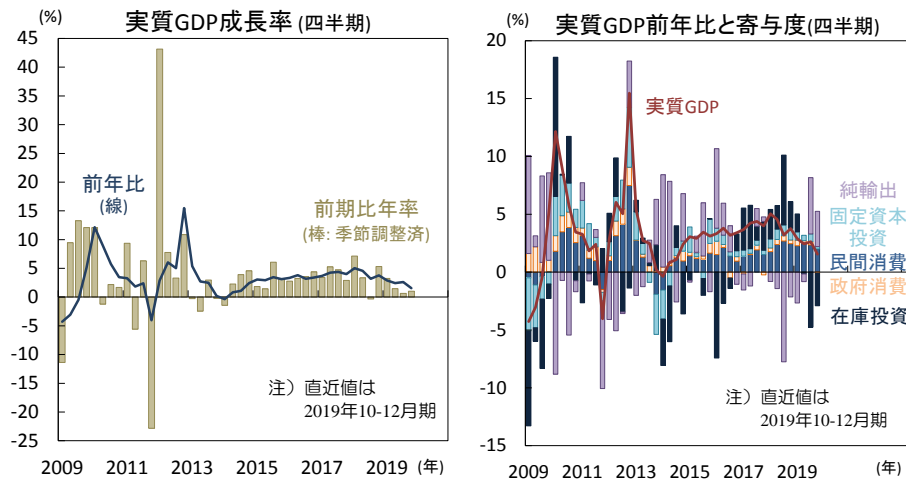 実質GDP成長率(四半期)
(%)
45
40
35
30
25
20
15
10
5
0
-5
-10
-15
-20
-25
前年比
(線)
前期比年率
(棒: 季節調整済)
注）直近値は
2019年10-12月期
2009
2011
2013
2015
2017
2019
(年)
実質GDP前年比と寄与度(四半期)
(%)
20
15
10
5
0
-5
-10
-15
実質GDP
純輸出
固定資本
投資
民間消費
政府消費
在庫投資
注）直近値は
2019年10-12月期
2009
2011
2013
2015
2017
2019
(年)